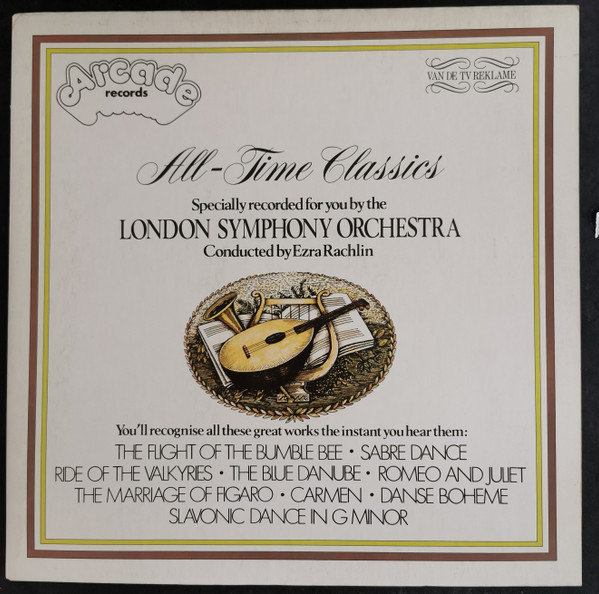 Arcade
records
VAN DE TV REKLAME
All-Time Classics
Specially recorded for you by the
LONDON SYMPHONY ORCHESTRA
Conducted by Ezra Rachlin
You'll recognise all these great works the instant you hear them:
THE FLIGHT OF THE BUMBLE BEE • SABRE DANCE
RIDE OF THE VALKYRIES • THE BLUE DANUBE • ROMEO AND JULIET
THE MARRIAGE OF FIGARO • CARMEN • DANSE BOHEME
SLAVONIC DANCE IN G MINOR